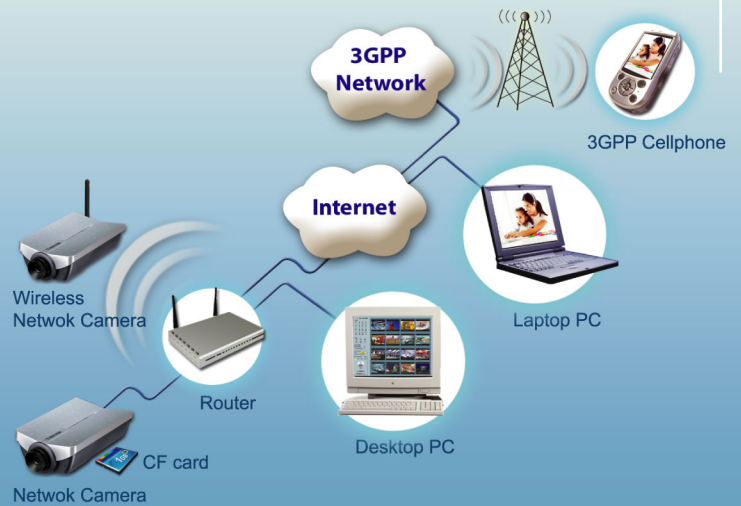 3GPP
Network
3GPP Cellphone
Internet
Wireless
Netwok Camera
Laptop PC
Router
Desktop PC
CF card
Netwok Camera